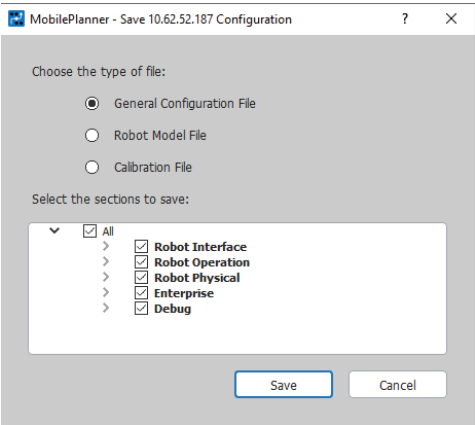 MobilePlanner - Save 10.62.52.187 Configuration
Choose the type of file:
General Configuration File
Robot Model File
Calibration File
Select the sections to save:
All
Robot Interface
Robot Operation
Robot Physical
Enterprise
Debug
Save Cancel